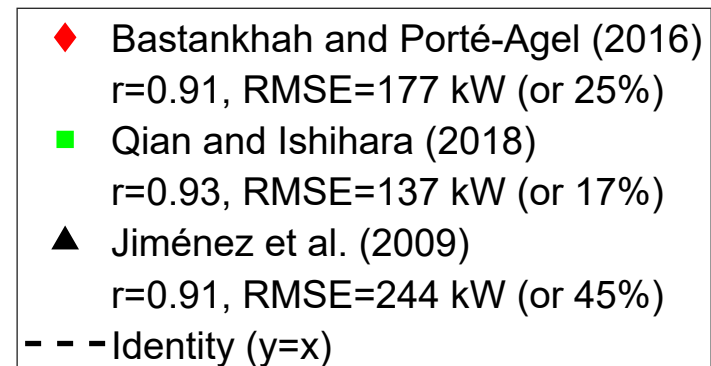 Bastankhah and Porté-Agel (2016)
r=0.91, RMSE=177 kW (or 25%)
Qian and Ishihara (2018)
r=0.93, RMSE=137 kW (or 17%)
Jiménez et al. (2009)
r=0.91, RMSE=244 kW (or 45%)
Identity (y=x)